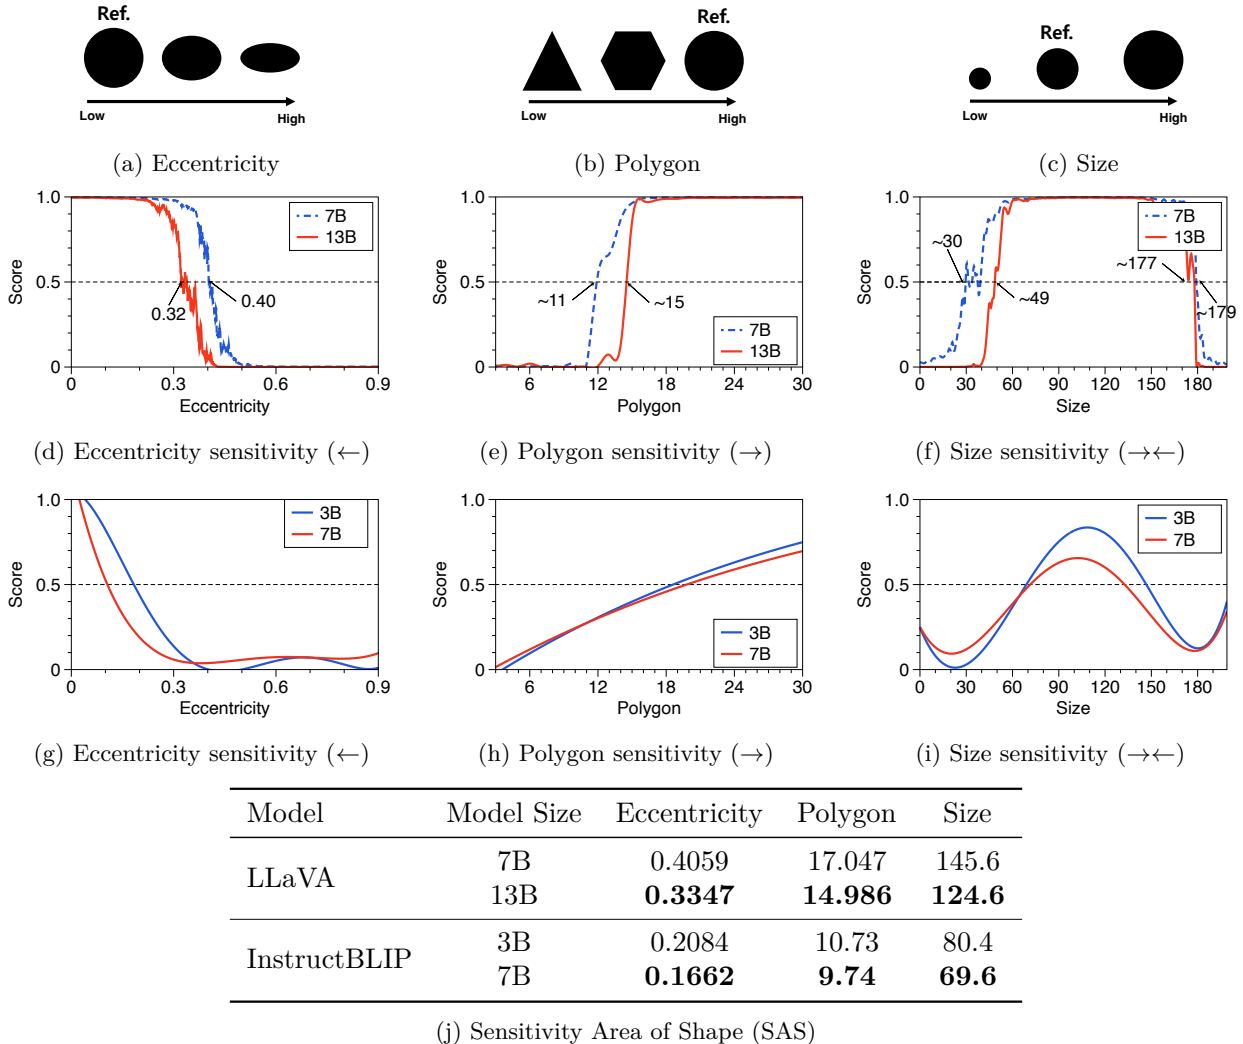 Ref.
Low High
(a) Eccentricity
Ref.
Low High
(b) Polygon
Ref.
Low High
(c) Size
1.0
0.5
0
Score
7B
13B
0.32
0.40
0 0.3 0.6 0.9
Eccentricity
(d) Eccentricity sensitivity (←)
1.0
0.5
0
Score
~11
~15
7B
13B
6 12 18 24 30
Polygon
(e) Polygon sensitivity (→)
1.0
0.5
0
Score
7B
13B
~30
~49
~177
~179
0 30 60 90 120 150 180
Size
(f) Size sensitivity (→←)
1.0
0.5
0
Score
3B
7B
0 0.3 0.6 0.9
Eccentricity
(g) Eccentricity sensitivity (←)
1.0
0.5
0
Score
3B
7B
6 12 18 24 30
Polygon
(h) Polygon sensitivity (→)
1.0
0.5
0
Score
3B
7B
0 30 60 90 120 150 180
Size
(i) Size sensitivity (→←)
Model Model Size Eccentricity Polygon Size
LLaVA 7B 0.4059 17.047 145.6
13B 0.3347 14.986 124.6
InstructBLIP 3B 0.2084 10.73 80.4
7B 0.1662 9.74 69.6
(j) Sensitivity Area of Shape (SAS)